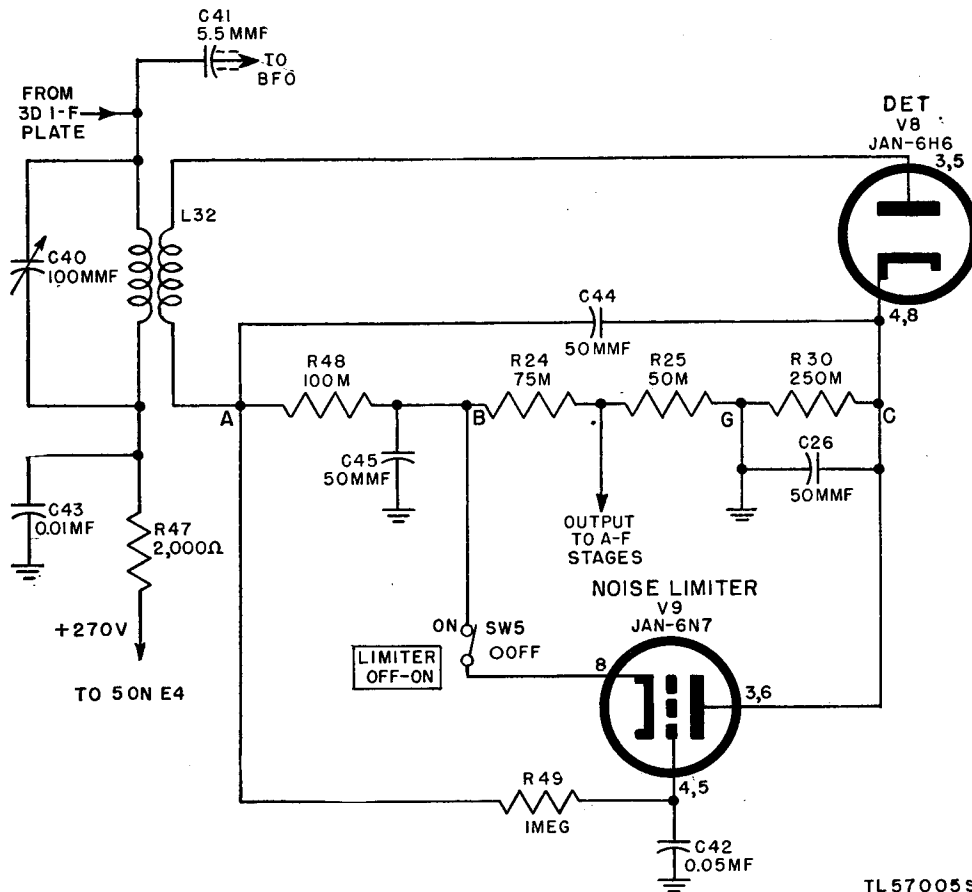 C41
5.5 MMF
TO
BFO
FROM
3D I-F
PLATE
DET
V8
JAN-6H6
3,5
L32
C40
100MMF
4,8
C44
50MMF
R48
100M
R24
75M
R25
50M
R30
250M
A
B
G
C
C45
50MMF
C26
50MMF
C43
0.01MF
R47
2,000Ω
OUTPUT
TO A-F
STAGES
NOISE LIMITER
V9
JAN-6N7
+270V
ON
SW5
OOFF
LIMITER
OFF-ON
8
3,6
TO 5 ON E4
R49
1MEG
4,5
C42
0.05MF
TL57005S